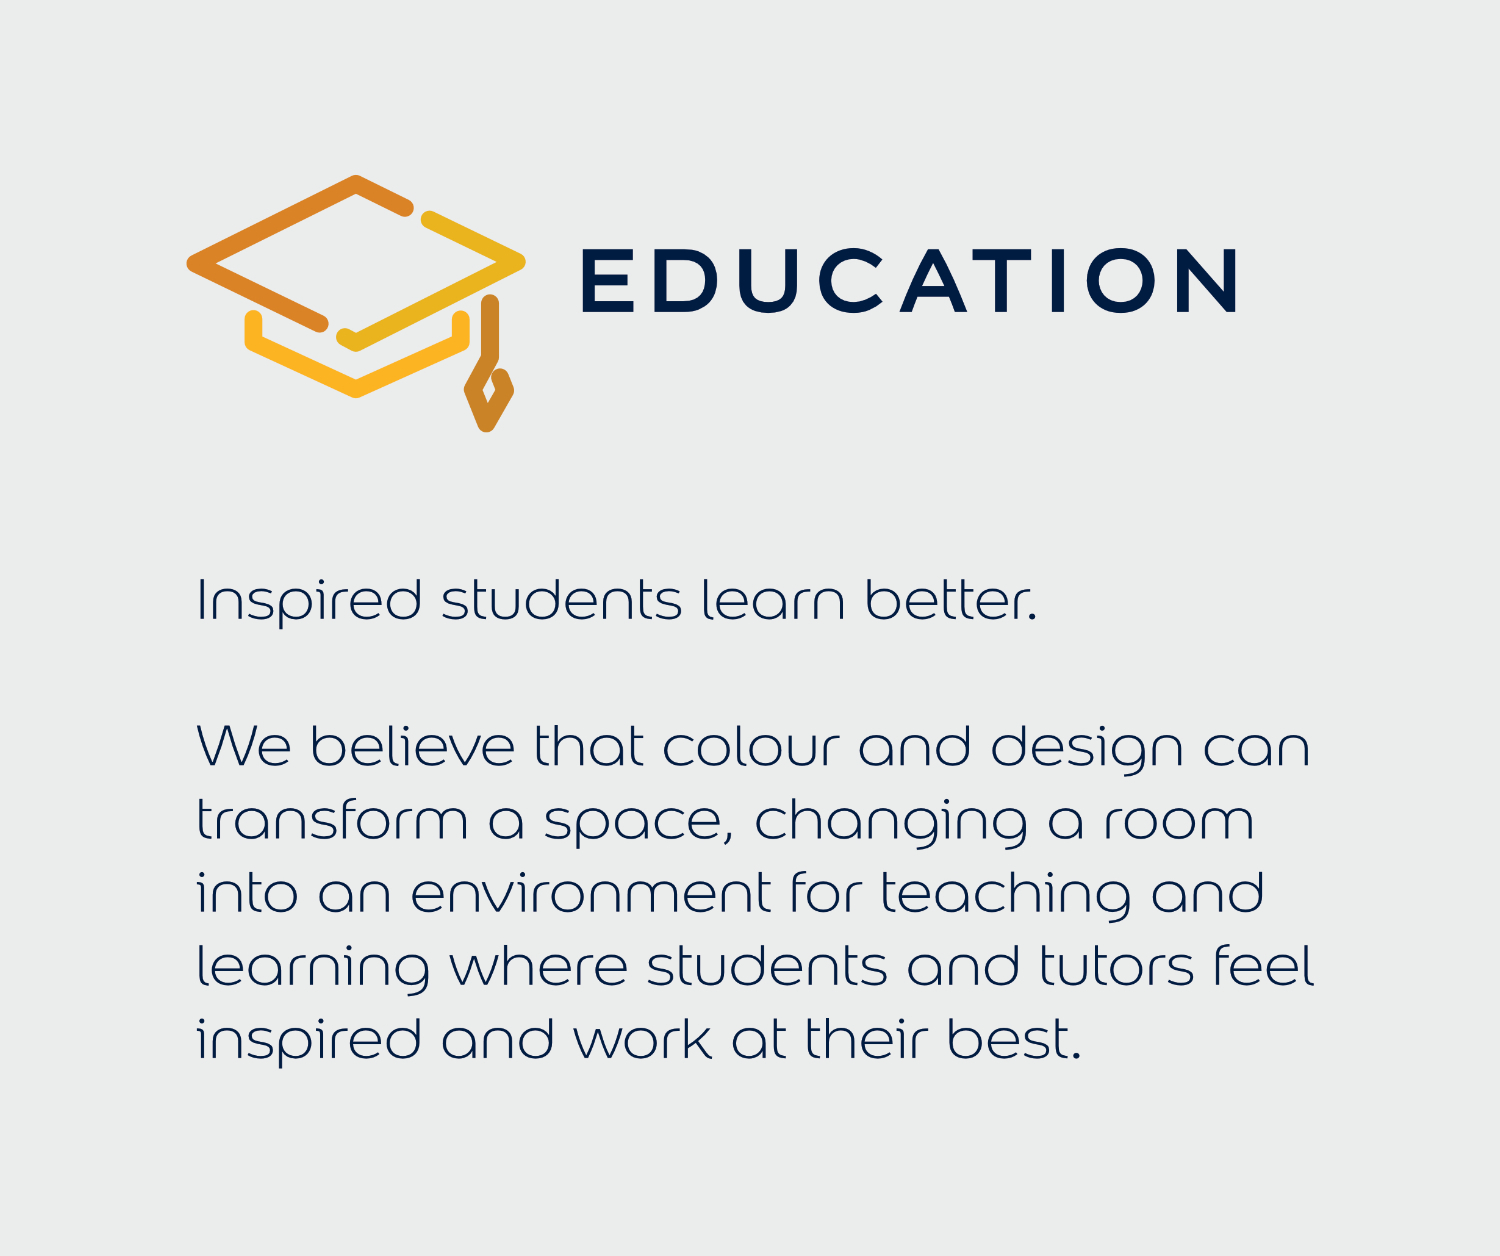 EDUCATION
Inspired students learn better.
We believe that colour and design can
transform a space, changing a room
into an environment for teaching and
learning where students and tutors feel
inspired and work at their best.